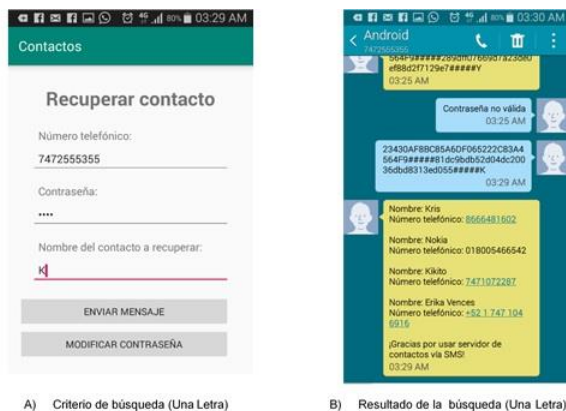 80% 03:29 AM
Contactos
Recuperar contacto
Número telefónico:
7472555355
Contraseña:
....
Nombre del contacto a recuperar:
K
ENVIAR MENSAJE
MODIFICAR CONTRASEÑA
A) Criterio de búsqueda (Una Letra)
80% 03:30 AM
Android
7472555355
ef88d2f7129e7#####Y
03:25 AM
Contraseña no válida
03:25 AM
23430AF8BC85A6DF065222C83A4
564F9#####81dc9bdb52d04dc200
36dbd8313ed055#####K
03:29 AM
Nombre: Kris
Número telefónico: 8666481602
Nombre: Nokia
Número telefónico: 018005466542
Nombre: Kikito
Número telefónico: 7471072287
Nombre: Erika Vences
Número telefónico: +52 1 747 104
6916
¡Gracias por usar servidor de
contactos vía SMS!
03:29 AM
B) Resultado de la búsqueda (Una Letra)